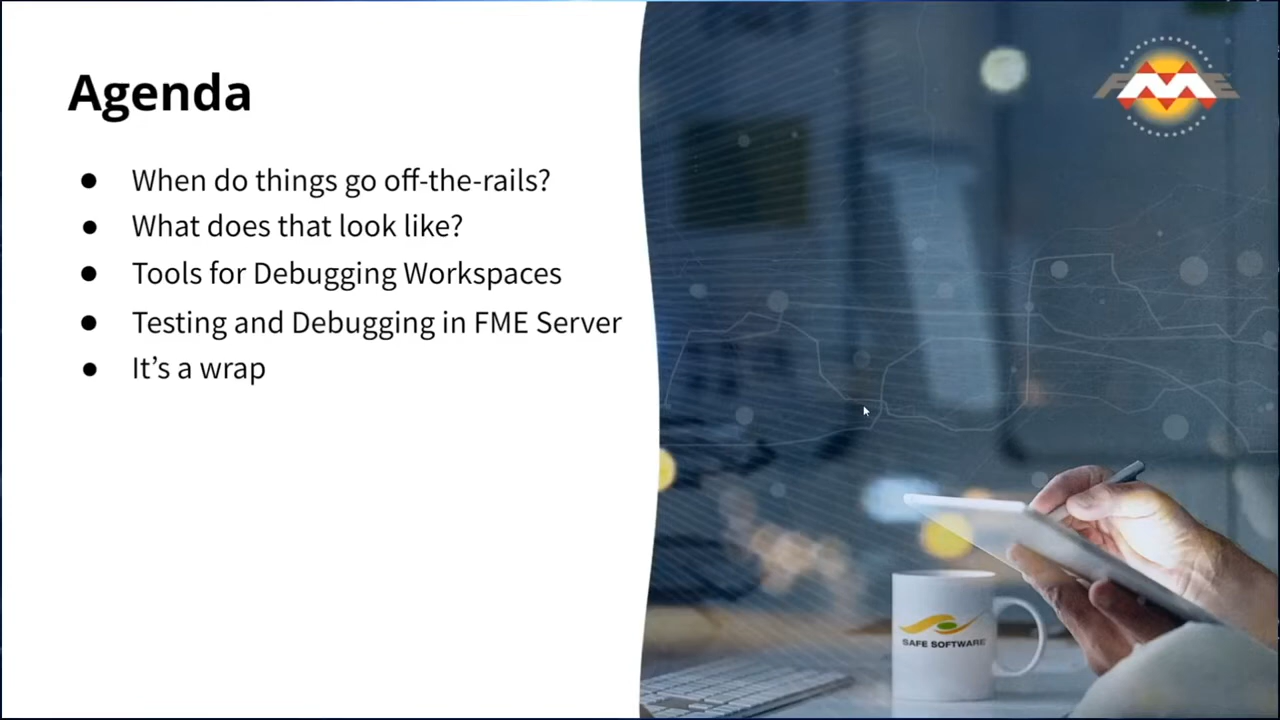 Agenda
● When do things go off-the-rails?
● What does that look like?
● Tools for Debugging Workspaces
● Testing and Debugging in FME Server
● It’s a wrap
FME
SAFE SOFTWARE